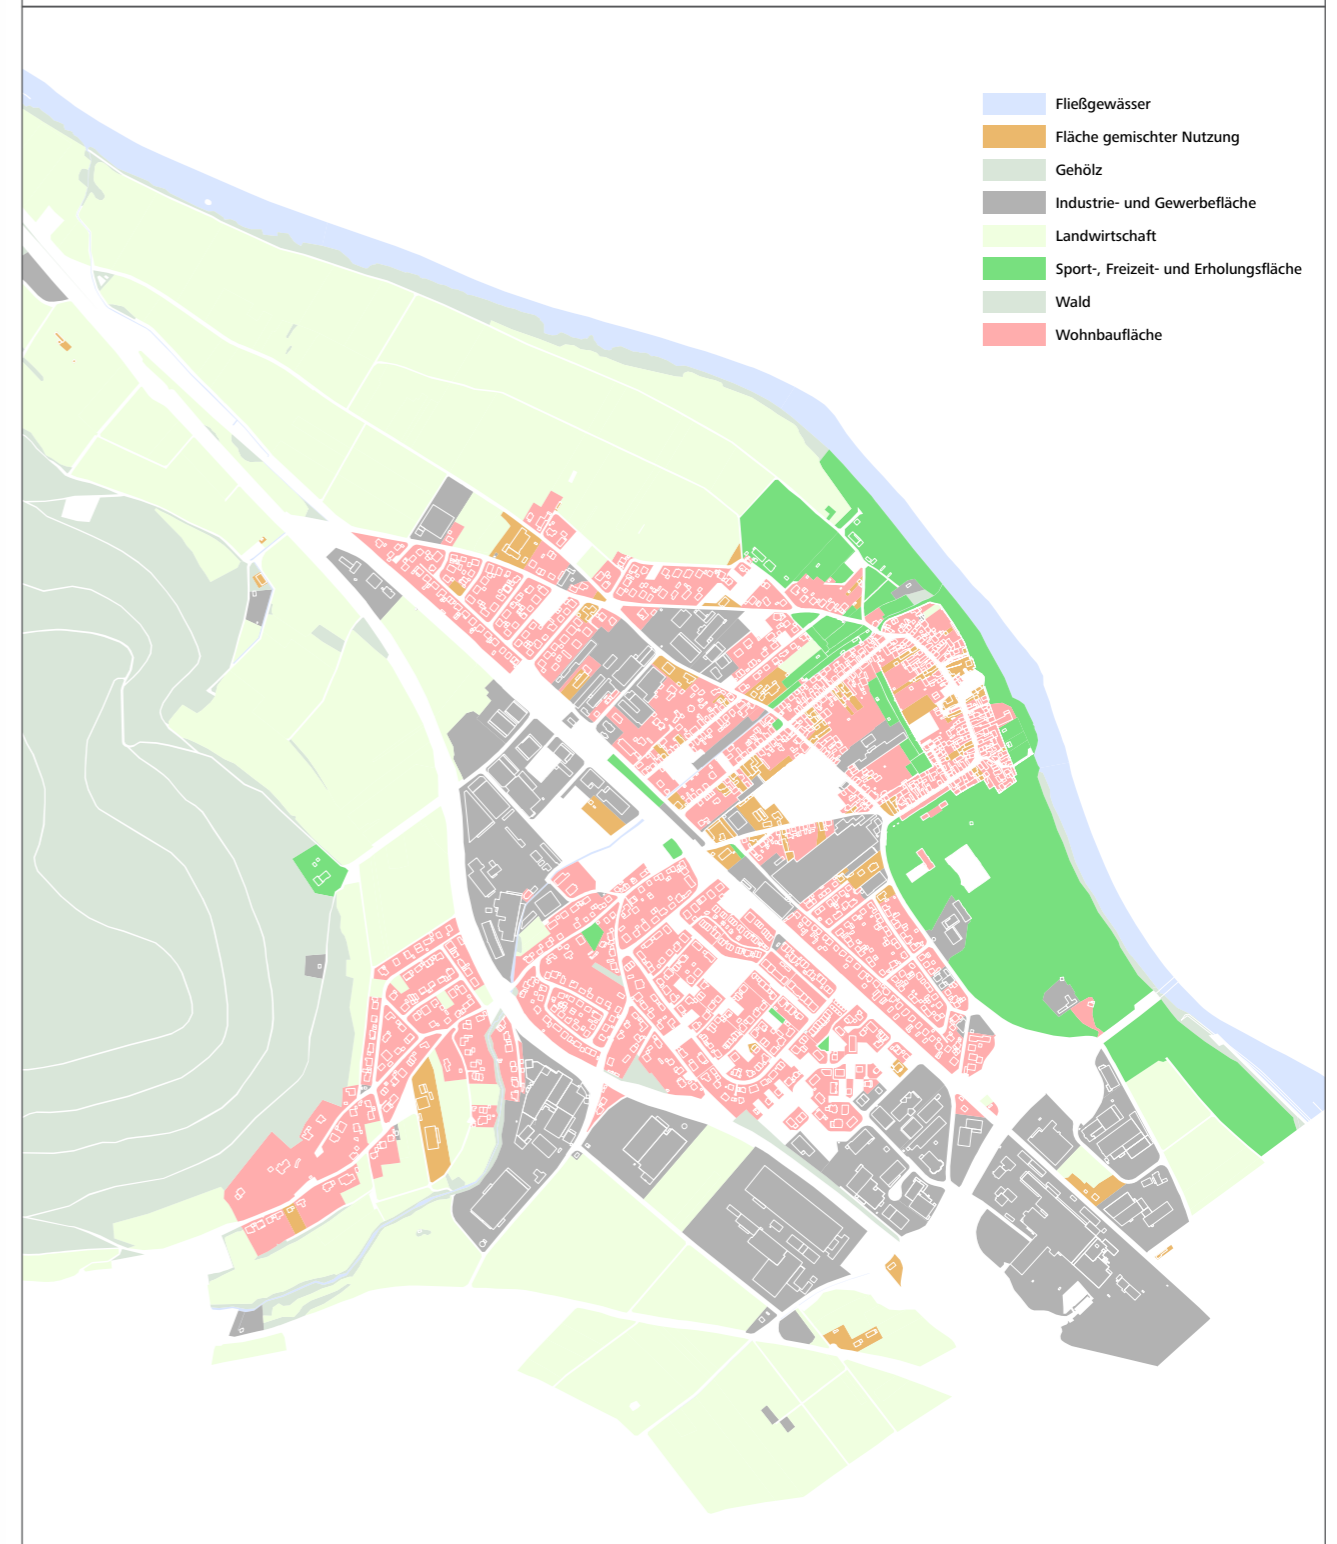 Fließgewässer
Fläche gemischter Nutzung
Gehölz
Industrie- und Gewerbefläche
Landwirtschaft
Sport-, Freizeit- und Erholungsfläche
Wald
Wohnbaufläche